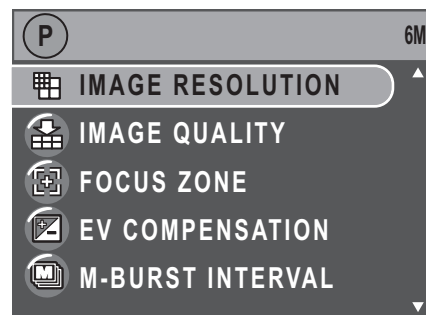 P 6M
IMAGE RESOLUTION
IMAGE QUALITY
FOCUS ZONE
EV COMPENSATION
M M-BURST INTERVAL